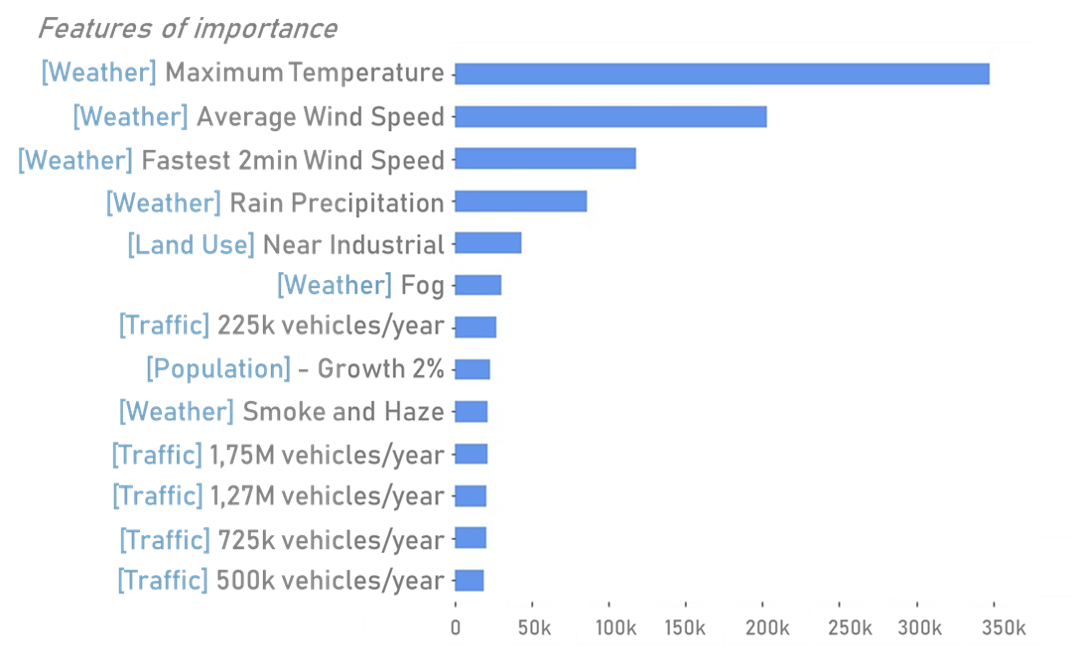 Features of importance
[Weather] Maximum Temperature
[Weather] Average Wind Speed
[Weather] Fastest 2min Wind Speed
[Weather] Rain Precipitation
[Land Use] Near Industrial
[Weather] Fog
[Traffic] 225k vehicles/year
[Population] - Growth 2%
[Weather] Smoke and Haze
[Traffic] 1,75M vehicles/year
[Traffic] 1,27M vehicles/year
[Traffic] 725k vehicles/year
[Traffic] 500k vehicles/year
0 50k 100k 150k 200k 250k 300k 350k